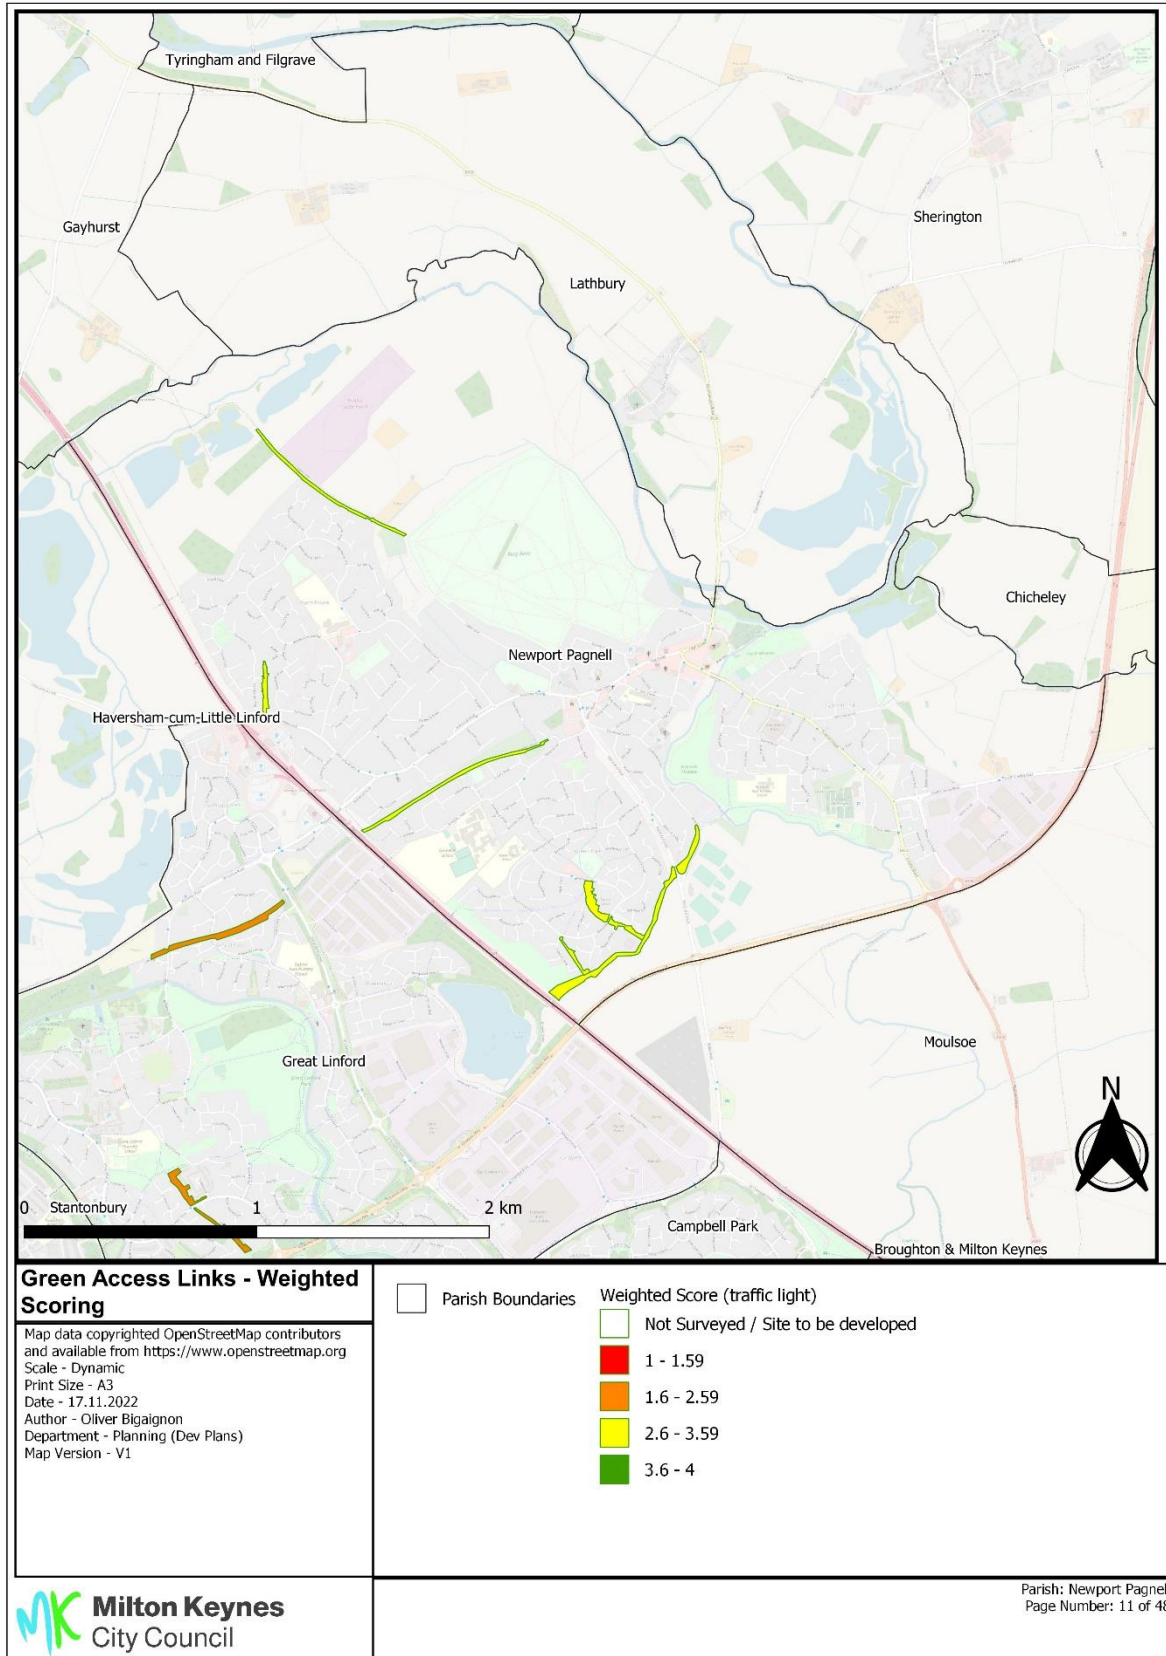 Tyringham and Filgrave
Gayhurst
Sherington
Lathbury
Chicheley
Newport Pagnell
Haversham-cum-Little Linford
Moulsoe
Great Linford
N
0 Stantonbury 1 2 km
Campbell Park
Broughton & Milton Keynes
Green Access Links - Weighted
Scoring
Map data copyrighted OpenStreetMap contributors
and available from https://www.openstreetmap.org
Scale - Dynamic
Print Size - A3
Date - 17.11.2022
Author - Oliver Bigaignon
Department - Planning (Dev Plans)
Map Version - V1
Parish Boundaries
Weighted Score (traffic light)
Not Surveyed / Site to be developed
1 - 1.59
1.6 - 2.59
2.6 - 3.59
3.6 - 4
MK Milton Keynes
City Council
Parish: Newport Pagnell
Page Number: 11 of 48